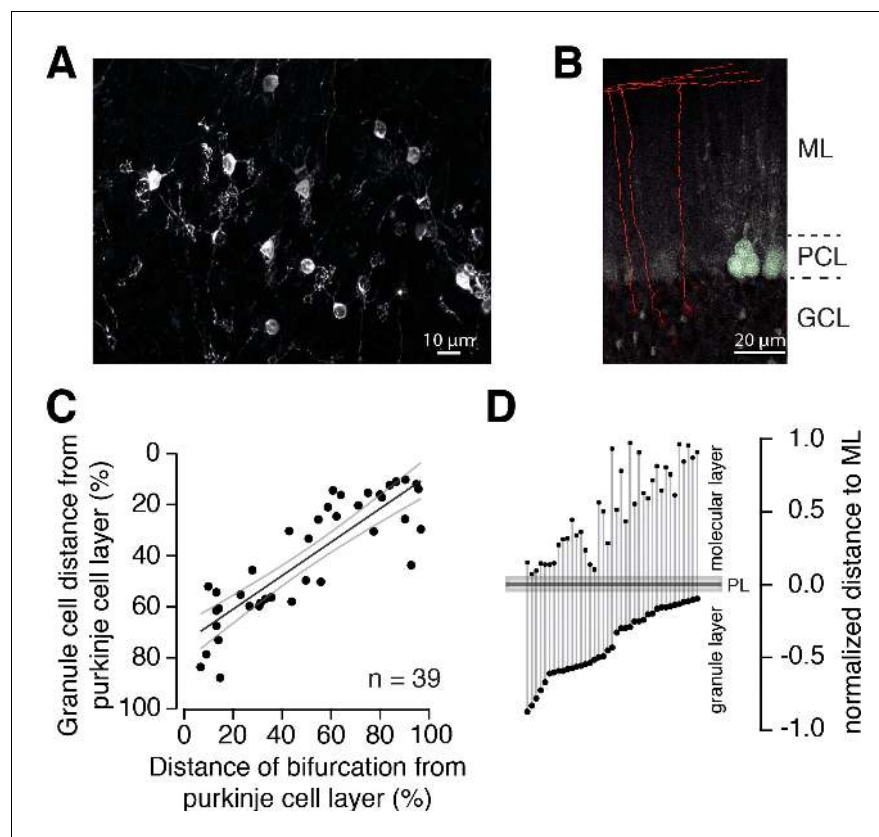 A
10 µm
B
ML
PCL
GCL
20 µm
C
Granule cell distance from
purkinje cell layer (%)
0
20
40
60
80
100
n = 39
0
20
40
60
80
100
Distance of bifurcation from
purkinje cell layer (%)
D
molecular layer
PL
granule layer
1.0
0.5
0.0
-0.5
-1.0
normalized distance to ML